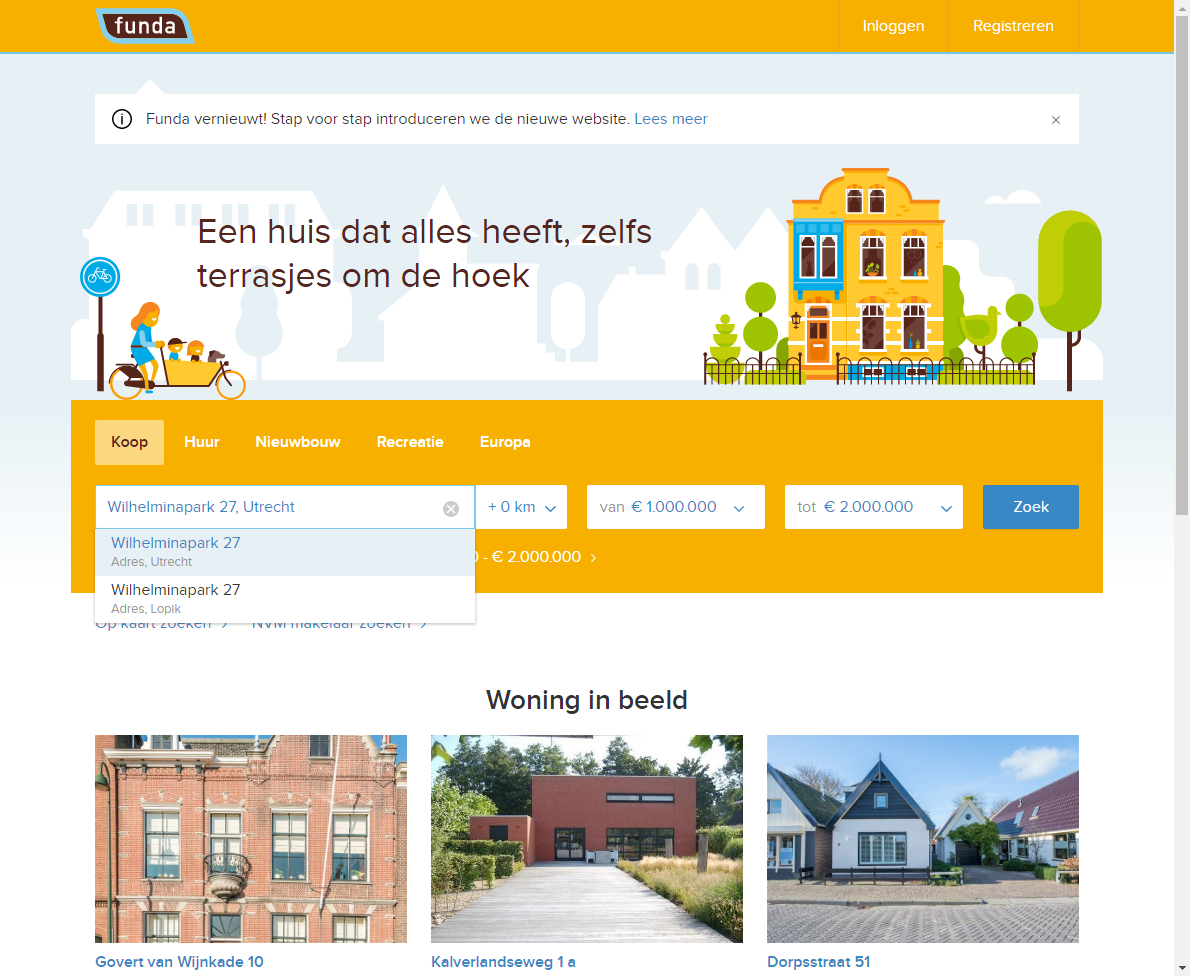 funda
Inloggen
Registreren
Funda vernieuwt! Stap voor stap introduceren we de nieuwe website. Lees meer
Een huis dat alles heeft, zelfs
terrasjes om de hoek
Koop
Huur
Nieuwbouw
Recreatie
Europa
Wilhelminapark 27, Utrecht
+ 0 km
van € 1.000.000
tot € 2.000.000
Zoek
Wilhelminapark 27
Adres, Utrecht
- € 2.000.000
Wilhelminapark 27
Adres, Lopik
Op kaart zoeken
NVM makelaar zoeken
Woning in beeld
Govert van Wijnkade 10
Kalverlandseweg 1 a
Dorpsstraat 51